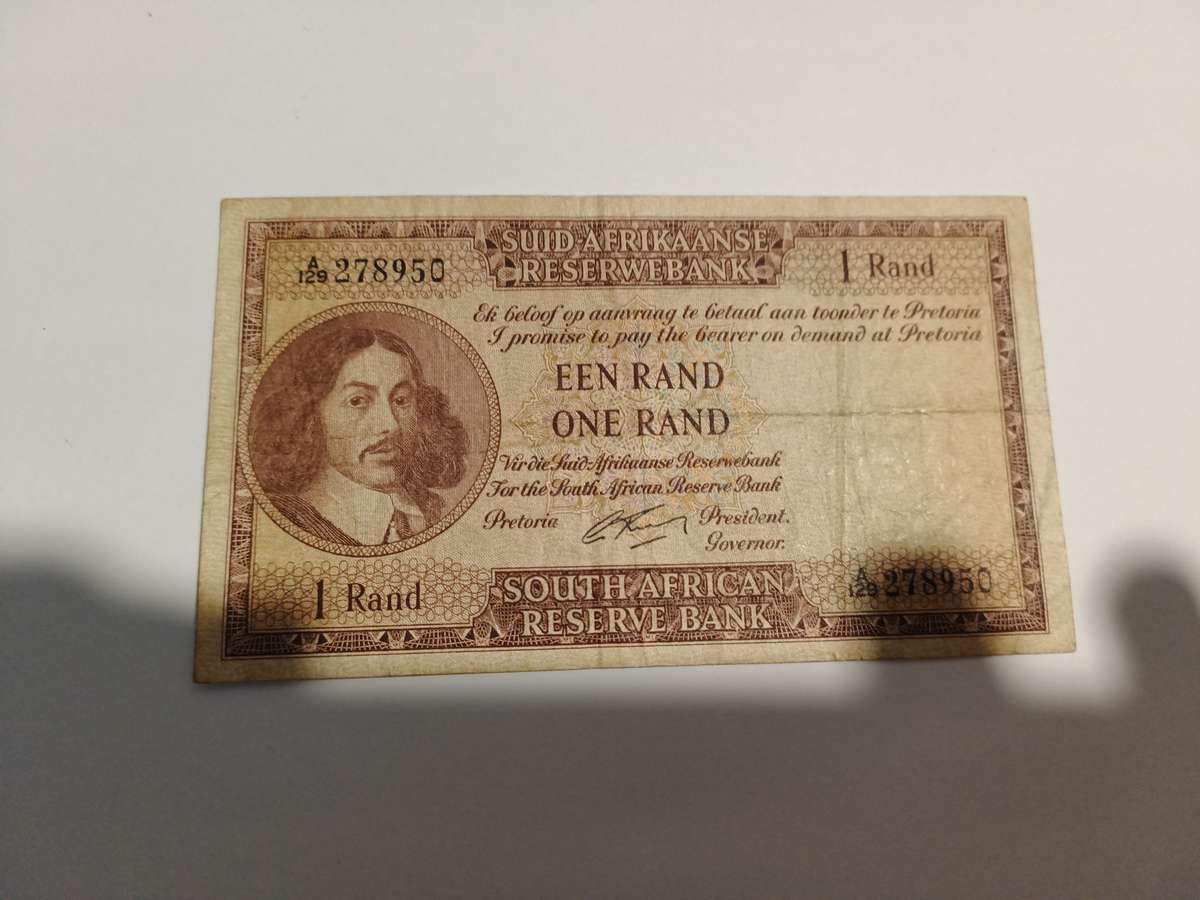 SUID-AFRIKAANSE
RESERWEBANK
A/129 278950
1 Rand
Ek beloof op aanvraag te betaal aan toonder te Pretoria
I promise to pay the bearer on demand at Pretoria
EEN RAND
ONE RAND
Vir die Suid-Afrikaanse Reserwebank
For the South African Reserve Bank
Pretoria
President.
Governor.
1 Rand
SOUTH AFRICAN
RESERVE BANK
A/129 278950